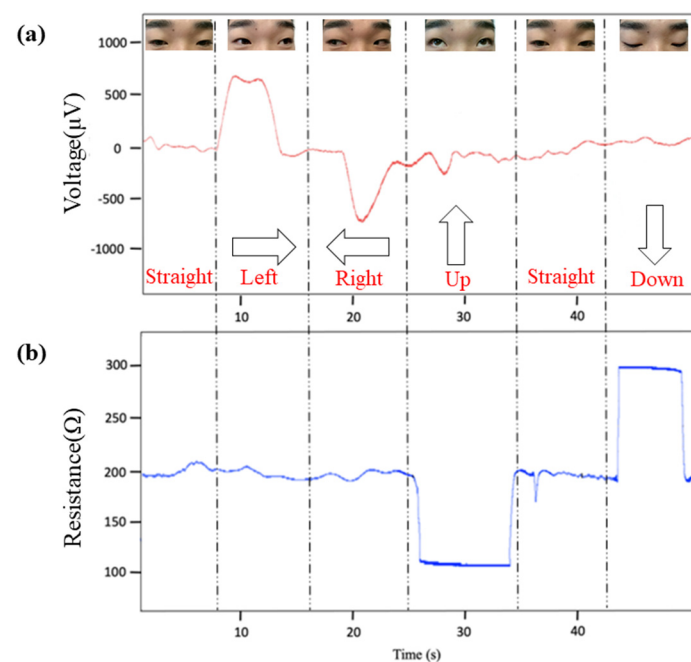 (a)
1000
500
0
-500
-1000
Voltage(μV)
Straight Left Right Up Straight Down
10 20 30 40
(b)
300
250
200
150
100
Resistance(Ω)
10 20 30 40 50
Time (s)